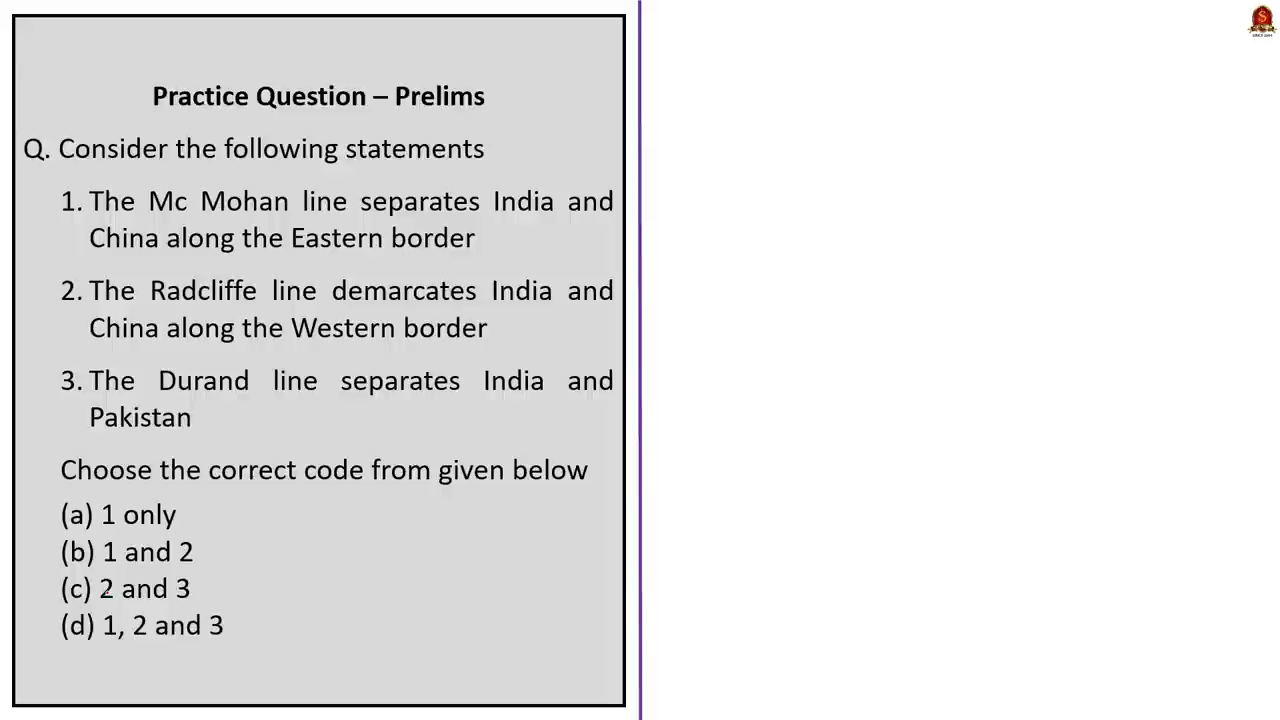 Practice Question – Prelims
Q. Consider the following statements
1. The Mc Mohan line separates India and
China along the Eastern border
2. The Radcliffe line demarcates India and
China along the Western border
3. The Durand line separates India and
Pakistan
Choose the correct code from given below
(a) 1 only
(b) 1 and 2
(c) 2 and 3
(d) 1, 2 and 3